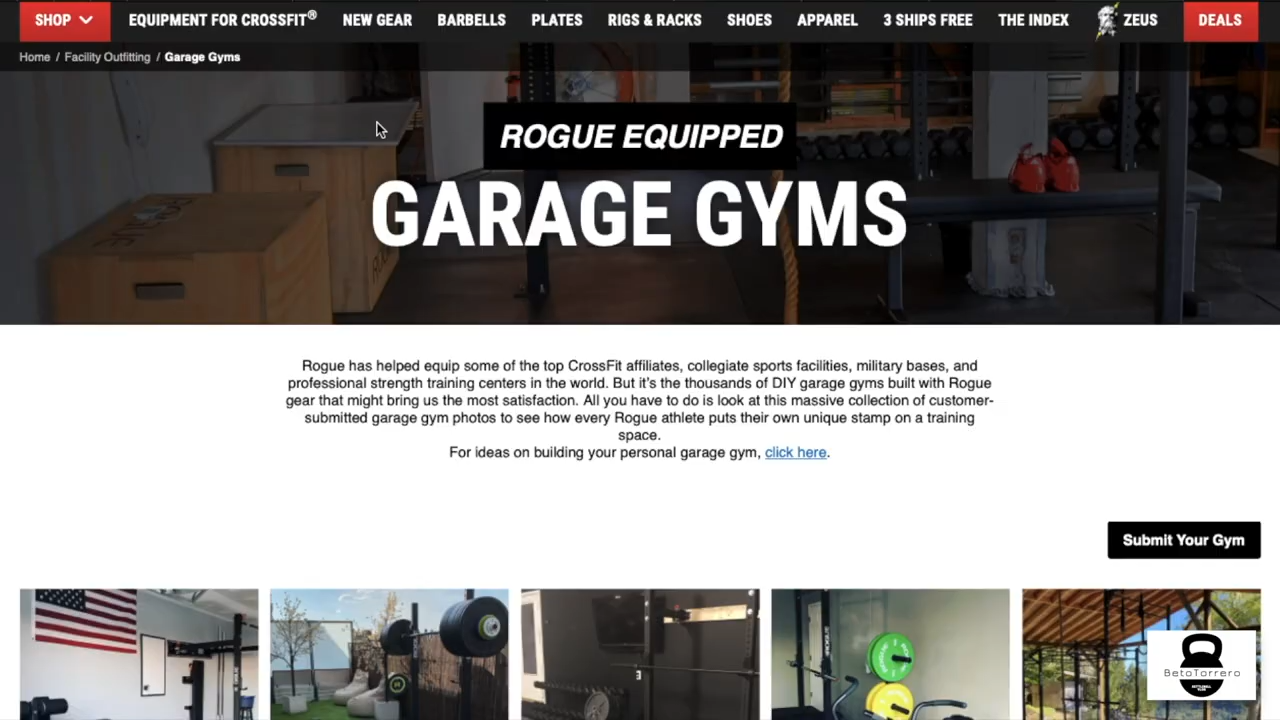 SHOP
EQUIPMENT FOR CROSSFIT®
NEW GEAR
BARBELLS
PLATES
RIGS & RACKS
SHOES
APPAREL
3 SHIPS FREE
THE INDEX
ZEUS
DEALS
Home / Facility Outfitting / Garage Gyms
ROGUE EQUIPPED
GARAGE GYMS
Rogue has helped equip some of the top CrossFit affiliates, collegiate sports facilities, military bases, and
professional strength training centers in the world. But it's the thousands of DIY garage gyms built with Rogue
gear that might bring us the most satisfaction. All you have to do is look at this massive collection of customer-
submitted garage gym photos to see how every Rogue athlete puts their own unique stamp on a training
space.
For ideas on building your personal garage gym, click here.
Submit Your Gym
BetoTorrero